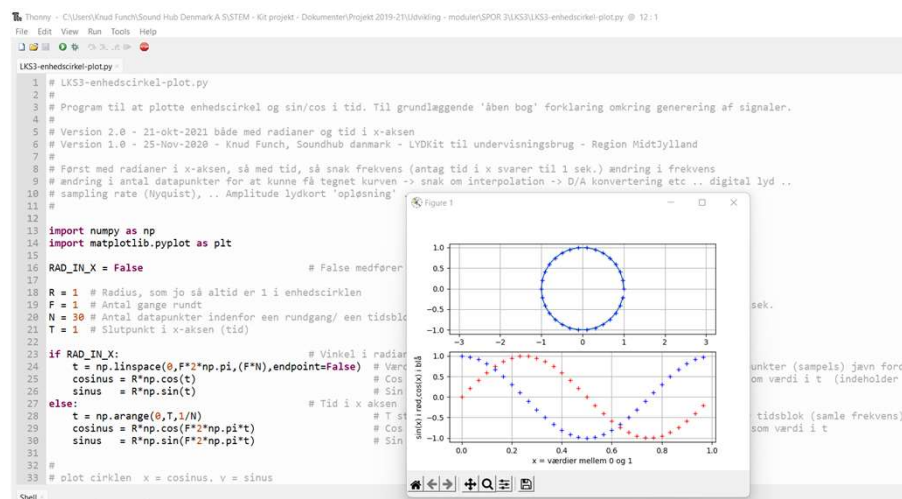 Thonny - C:\Users\Knud Funch\Sound Hub Denmark A S\STEM - Kit projekt - Dokumenter\Projekt 2019-21\Udvikling - moduler\SPOR 3\LKS3\LKS3-enhedscirkel-plot.py @ 12 : 1
File Edit View Run Tools Help
LKS3-enhedscirkel-plot.py
1 # LKS3-enhedscirkel-plot.py
2 #
3 # Program til at plotte enhedscirkel og sin/cos i tid. Til grundlæggende 'åben bog' forklaring omkring generering af signaler.
4 #
5 # Version 2.0 - 21-okt-2021 både med radianer og tid i x-aksen
6 # Version 1.0 - 25-Nov-2020 - Knud Funch, Soundhub danmark - LYDKit til undervisningsbrug - Region MidtJylland
7 #
8 # Først med radianer i x-aksen, så med tid, så snak frekvens (antag tid i x svarer til 1 sek.) ændring i frekvens
9 # ændring i antal datapunkter for at kunne få tegnet kurven -> snak om interpolation -> D/A konvertering etc .. digital lyd ..
10 # sampling rate (Nyquist), .. Amplitude lydkort 'opløsning'
11 #
12
13 import numpy as np
14 import matplotlib.pyplot as plt
15
16 RAD_IN_X = False # False medfører
17
18 R = 1 # Radius, som jo så altid er 1 i enhedscirklen
19 F = 1 # Antal gange rundt sek.
20 N = 30 # Antal datapunkter indenfor een rundgang/ een
21 T = 1 # Slutpunkt i x-aksen (tid)
22
23 if RAD_IN_X: # Vinkel i
24 t = np.linspace(0,F*2*np.pi,(F*N),endpoint=False) # (sampels) jævn
25 cosinus = R*np.cos(t) # Cos om værdi i t (indeholder
26 sinus = R*np.sin(t) # Sin
27 else: # Tid i x aksen
28 t = np.arange(0,T,1/N) # T tidsblok (samle frekvens)
29 cosinus = R*np.cos(F*2*np.pi*t) # Cos som værdi i t
30 sinus = R*np.sin(F*2*np.pi*t) # Sin
31
32 #
33 # plot cirklen x = cosinus, y = sinus
Shell
Figure 1
1.0
0.5
0.0
−0.5
−1.0
−3 −2 −1 0 1 2 3
sin(x) i rød,cos(x) i blå
1.0
0.5
0.0
−0.5
−1.0
0.0 0.2 0.4 0.6 0.8 1.0
x = værdier mellem 0 og 1